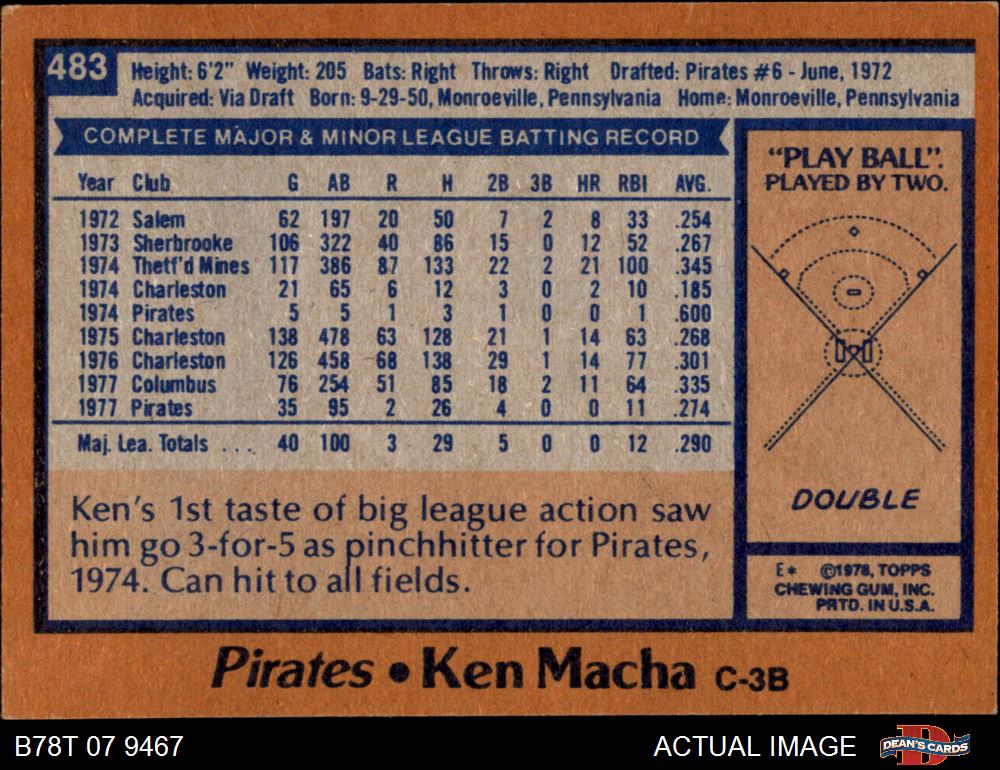 483
Height: 6'2" Weight: 205 Bats: Right Throws: Right Drafted: Pirates #6 - June, 1972
Acquired: Via Draft Born: 9-29-50, Monroeville, Pennsylvania Home: Monroeville, Pennsylvania
COMPLETE MAJOR & MINOR LEAGUE BATTING RECORD
Year Club G AB R H 2B 3B HR RBI AVG.
1972 Salem 62 197 20 50 7 2 8 33 .254
1973 Sherbrooke 106 322 40 86 15 0 12 52 .267
1974 Thetf'd Mines 117 386 87 133 22 2 21 100 .345
1974 Charleston 21 65 6 12 3 0 2 10 .185
1974 Pirates 5 5 1 3 1 0 0 1 .600
1975 Charleston 138 478 63 128 21 1 14 63 .268
1976 Charleston 126 458 68 138 29 1 14 77 .301
1977 Columbus 76 254 51 85 18 2 11 64 .335
1977 Pirates 35 95 2 26 4 0 0 11 .274
Maj. Lea. Totals . . . 40 100 3 29 5 0 0 12 .290
Ken's 1st taste of big league action saw
him go 3-for-5 as pinchhitter for Pirates,
1974. Can hit to all fields.
"PLAY BALL".
PLAYED BY TWO.
DOUBLE
E* ©1978, TOPPS
CHEWING GUM, INC.
PRTD. IN U.S.A.
Pirates • Ken Macha C-3B
B78T 07 9467 ACTUAL IMAGE DEAN'S CARDS